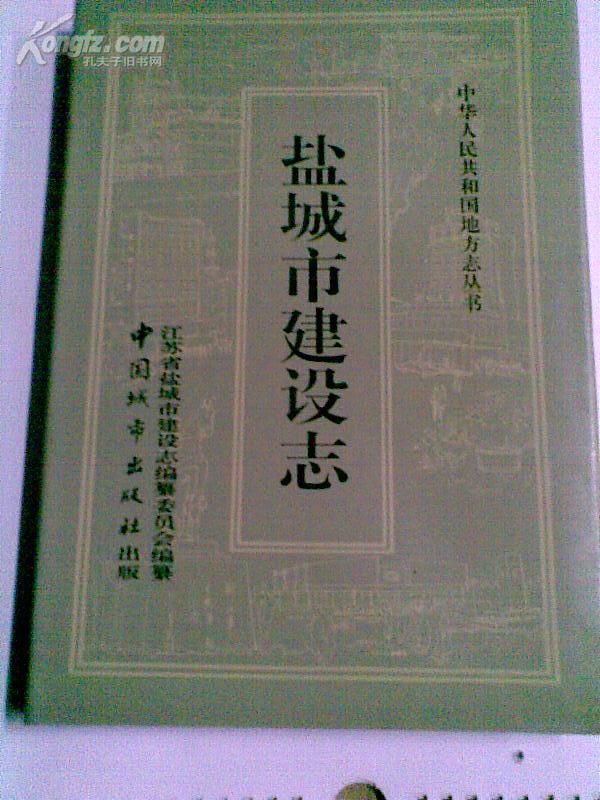 Kongfz.com
孔夫子旧书网
中华人民共和国地方志丛书
盐城市建设志
江苏省盐城市建设志编纂委员会编纂
中国城市出版社出版